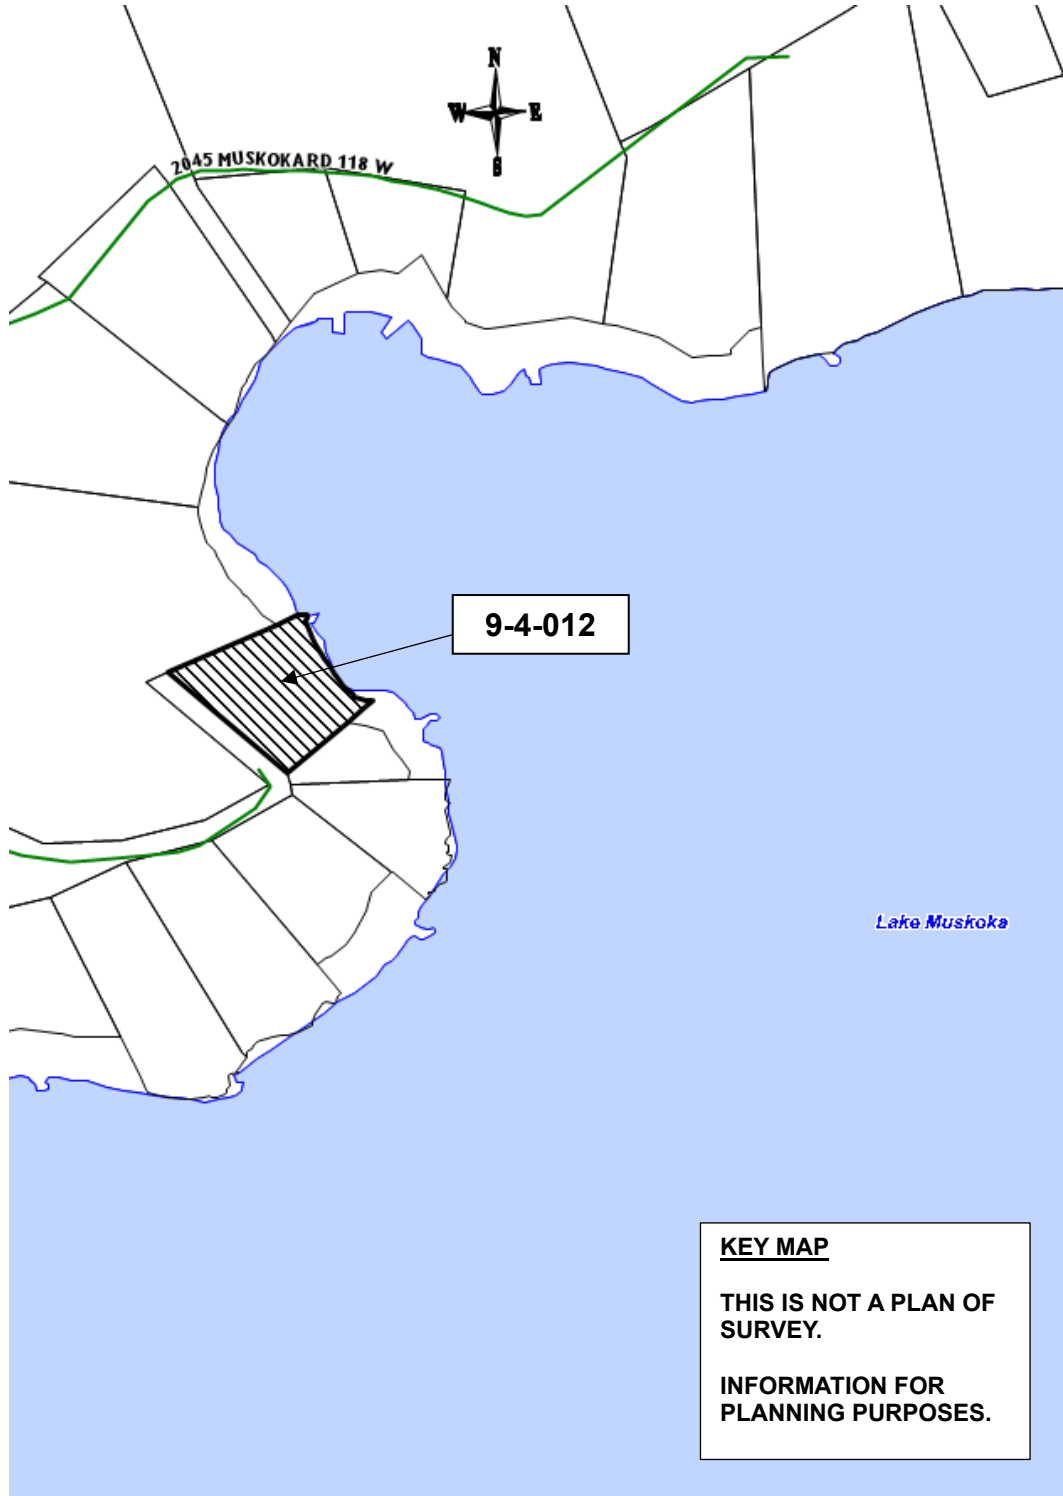 N
W E
S
2045 MUSKOKARD 118 W
9-4-012
Lake Muskoka
KEY MAP
THIS IS NOT A PLAN OF
SURVEY.
INFORMATION FOR
PLANNING PURPOSES.